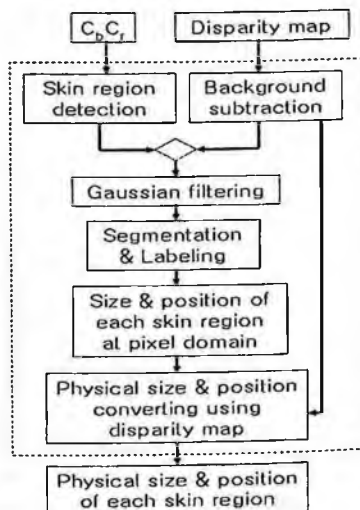 CbCr
Disparity map
Skin region
detection
Background
subtraction
Gaussian filtering
Segmentation
& Labeling
Size & position of
each skin region
at pixel domain
Physical size & position
converting using
disparity map
Physical size & position
of each skin region